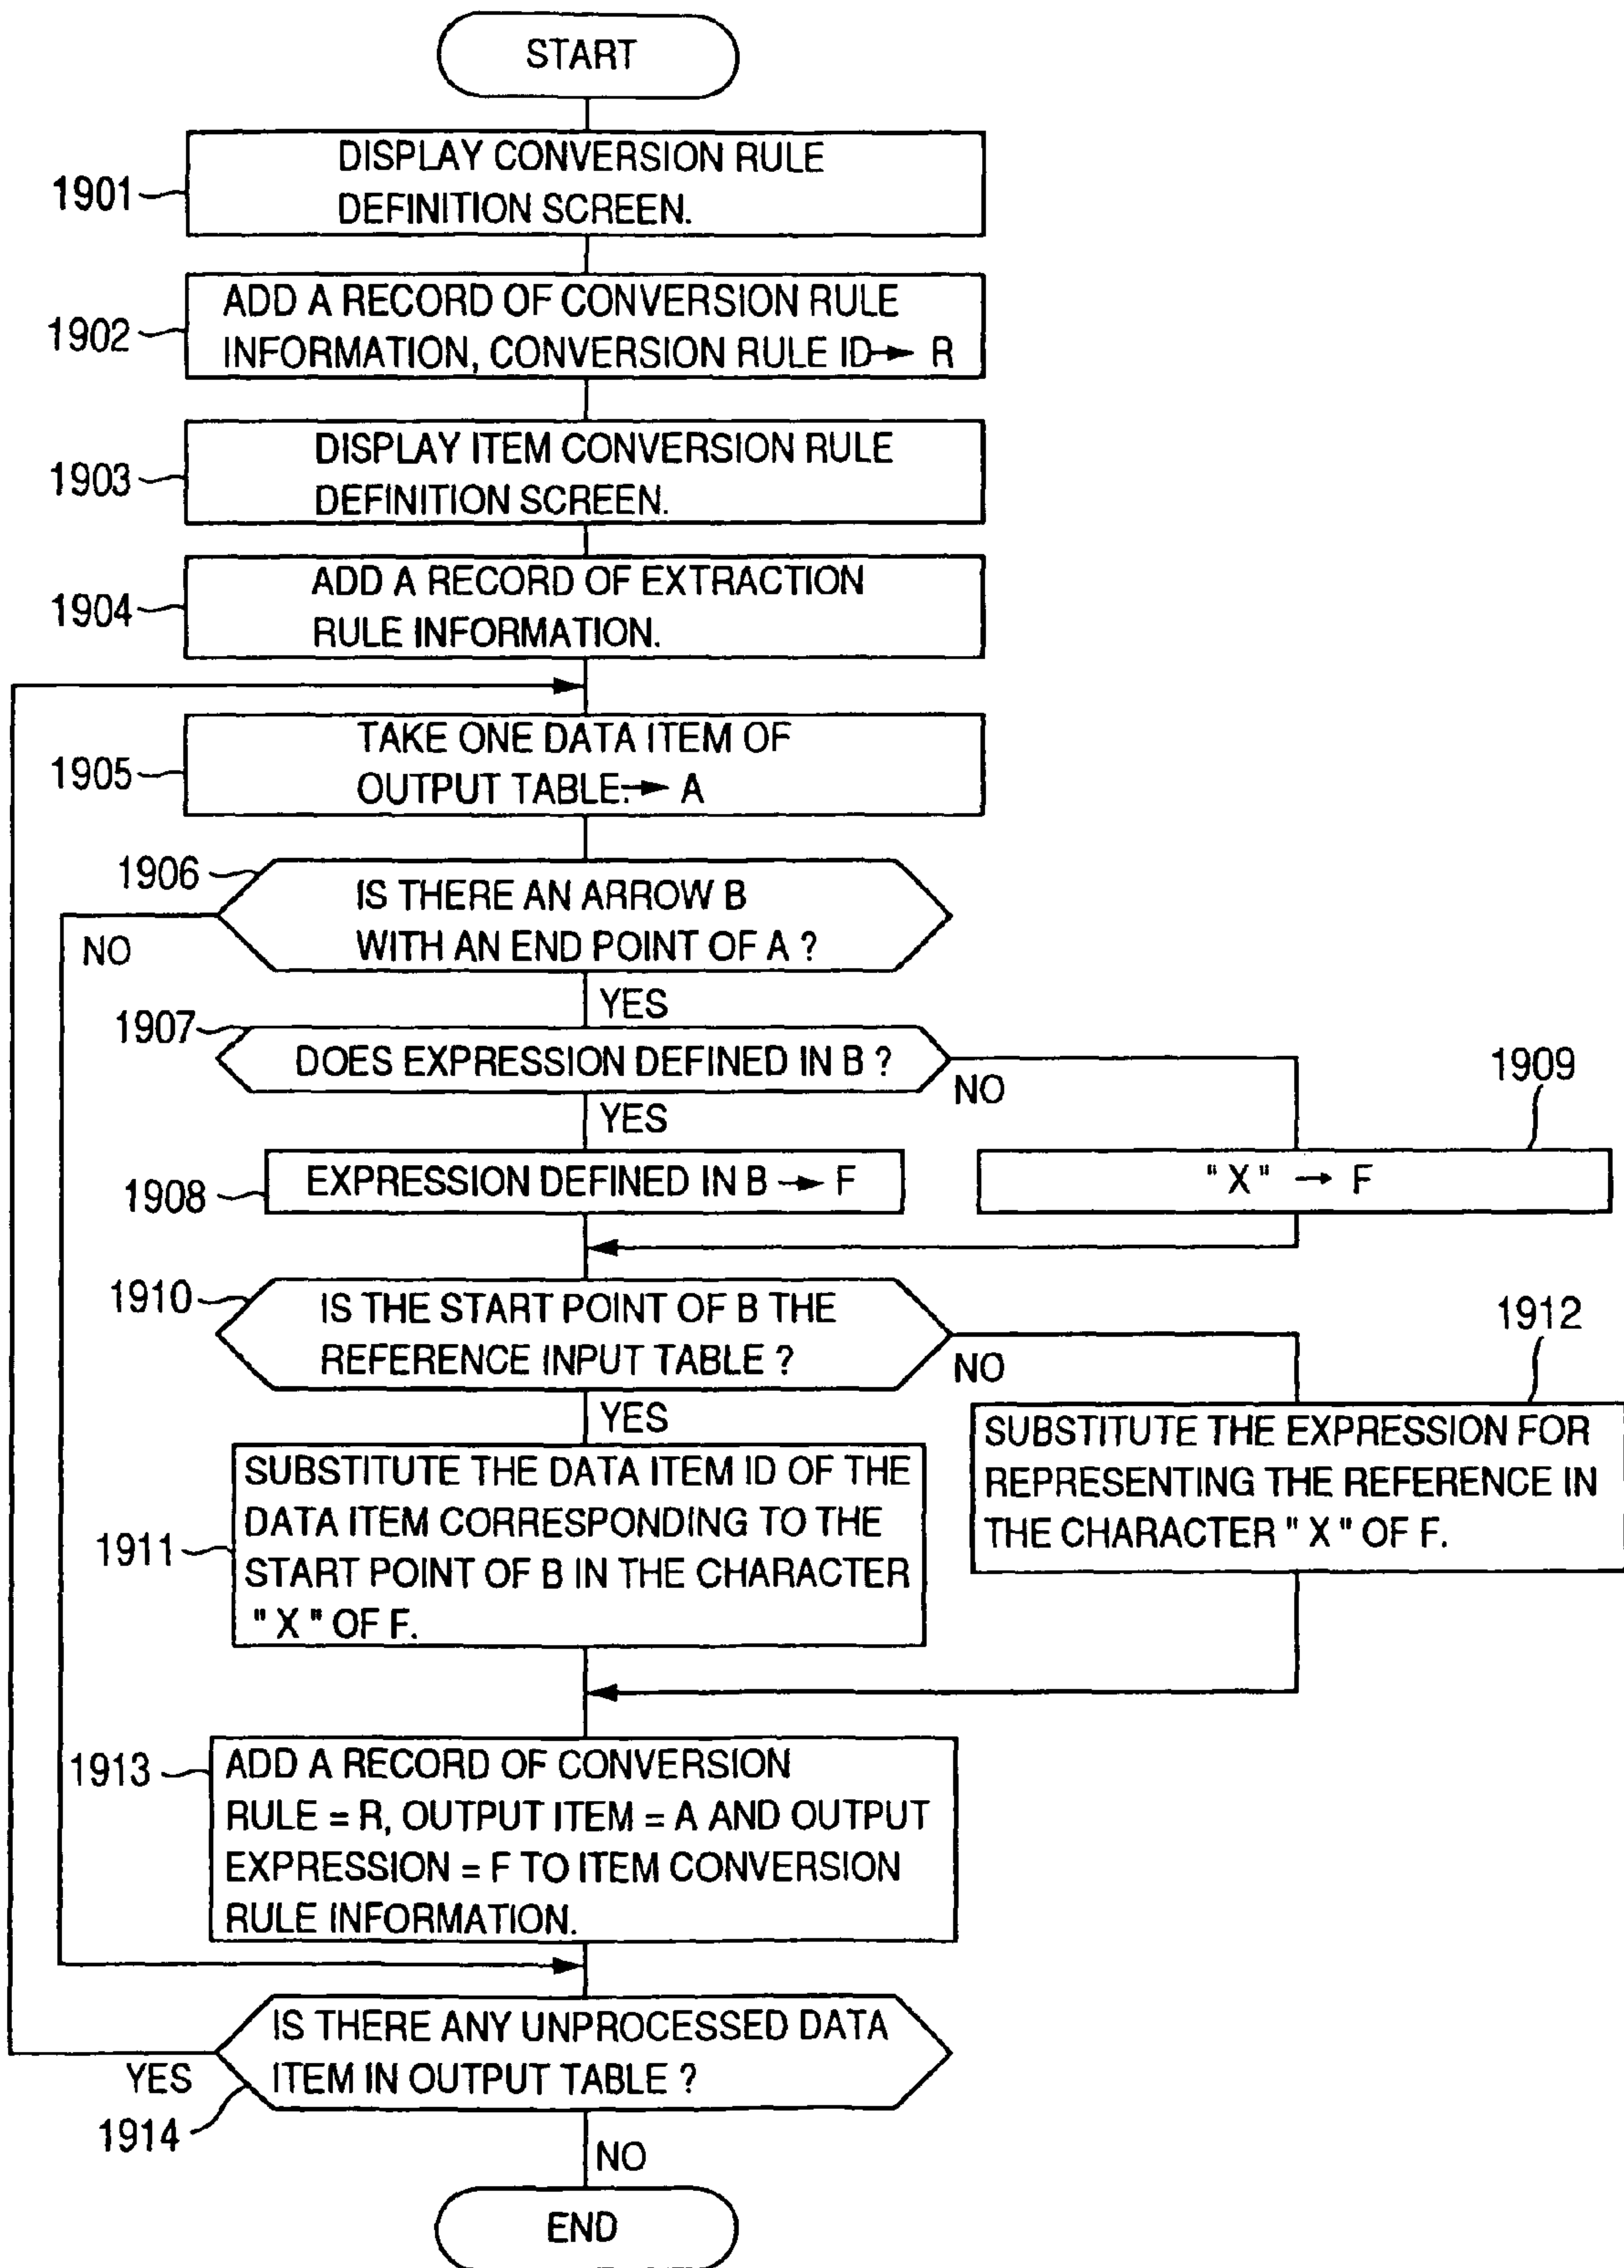 START
1901
DISPLAY CONVERSION RULE
DEFINITION SCREEN.
1902
ADD A RECORD OF CONVERSION RULE
INFORMATION, CONVERSION RULE ID→ R
1903
DISPLAY ITEM CONVERSION RULE
DEFINITION SCREEN.
1904
ADD A RECORD OF EXTRACTION
RULE INFORMATION.
1905
TAKE ONE DATA ITEM OF
OUTPUT TABLE.→ A
1906
IS THERE AN ARROW B
WITH AN END POINT OF A ?
NO
YES
1907
DOES EXPRESSION DEFINED IN B ?
NO
YES
1909
1908
EXPRESSION DEFINED IN B → F
" X " → F
1910
IS THE START POINT OF B THE
REFERENCE INPUT TABLE ?
NO
YES
1912
SUBSTITUTE THE EXPRESSION FOR
REPRESENTING THE REFERENCE IN
THE CHARACTER " X " OF F.
1911
SUBSTITUTE THE DATA ITEM ID OF THE
DATA ITEM CORRESPONDING TO THE
START POINT OF B IN THE CHARACTER
" X " OF F.
1913
ADD A RECORD OF CONVERSION
RULE = R, OUTPUT ITEM = A AND OUTPUT
EXPRESSION = F TO ITEM CONVERSION
RULE INFORMATION.
IS THERE ANY UNPROCESSED DATA
ITEM IN OUTPUT TABLE ?
YES
1914
NO
END